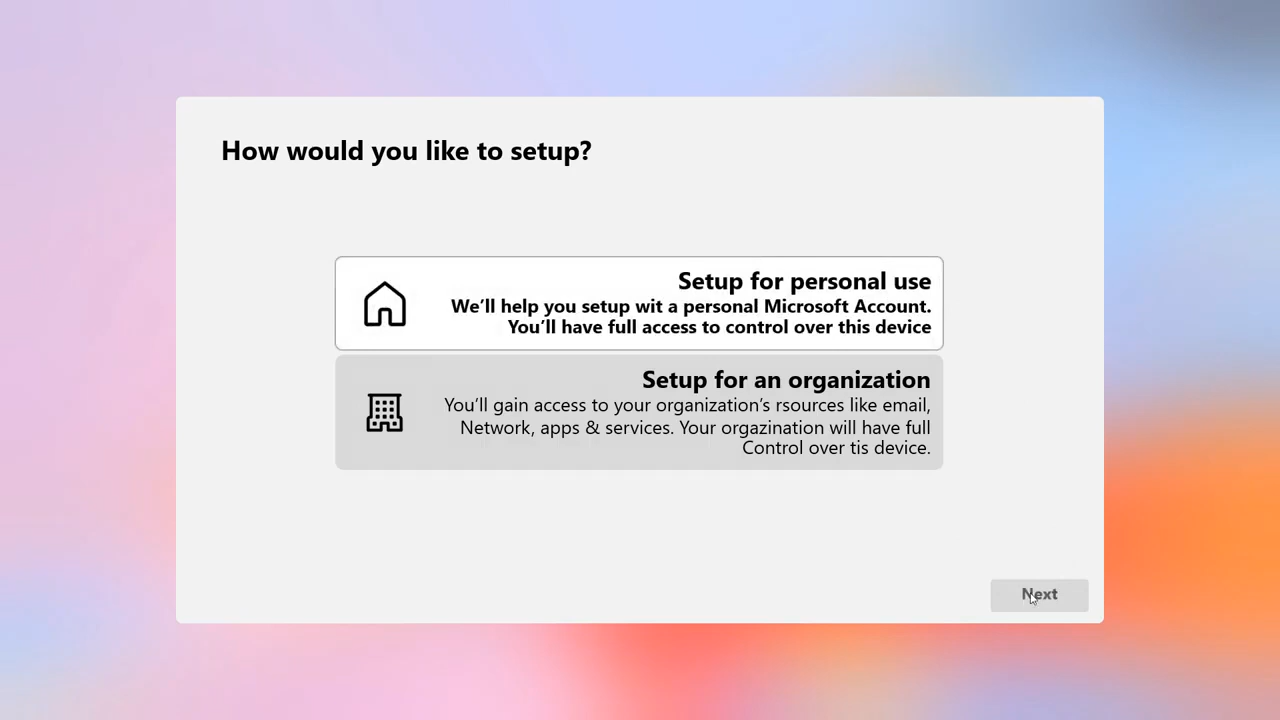 How would you like to setup?
Setup for personal use
We’ll help you setup wit a personal Microsoft Account.
You’ll have full access to control over this device
Setup for an organization
You’ll gain access to your organization’s rsources like email,
Network, apps & services. Your orgazination will have full
Control over tis device.
Next